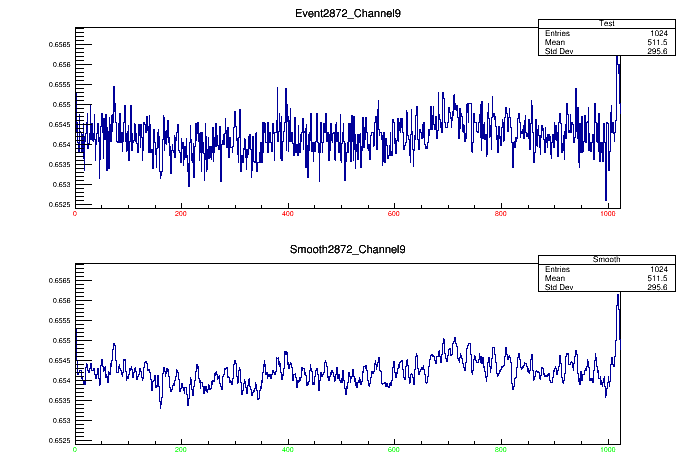 Event2872_Channel9
Test
Entries 1024
Mean 511.5
Std Dev 295.6
0.6565
0.656
0.6555
0.655
0.6545
0.654
0.6535
0.653
0.6525
0 200 400 600 800 1000
Smooth2872_Channel9
Smooth
Entries 1024
Mean 511.5
Std Dev 295.6
0.6565
0.656
0.6555
0.655
0.6545
0.654
0.6535
0.653
0.6525
0 200 400 600 800 1000